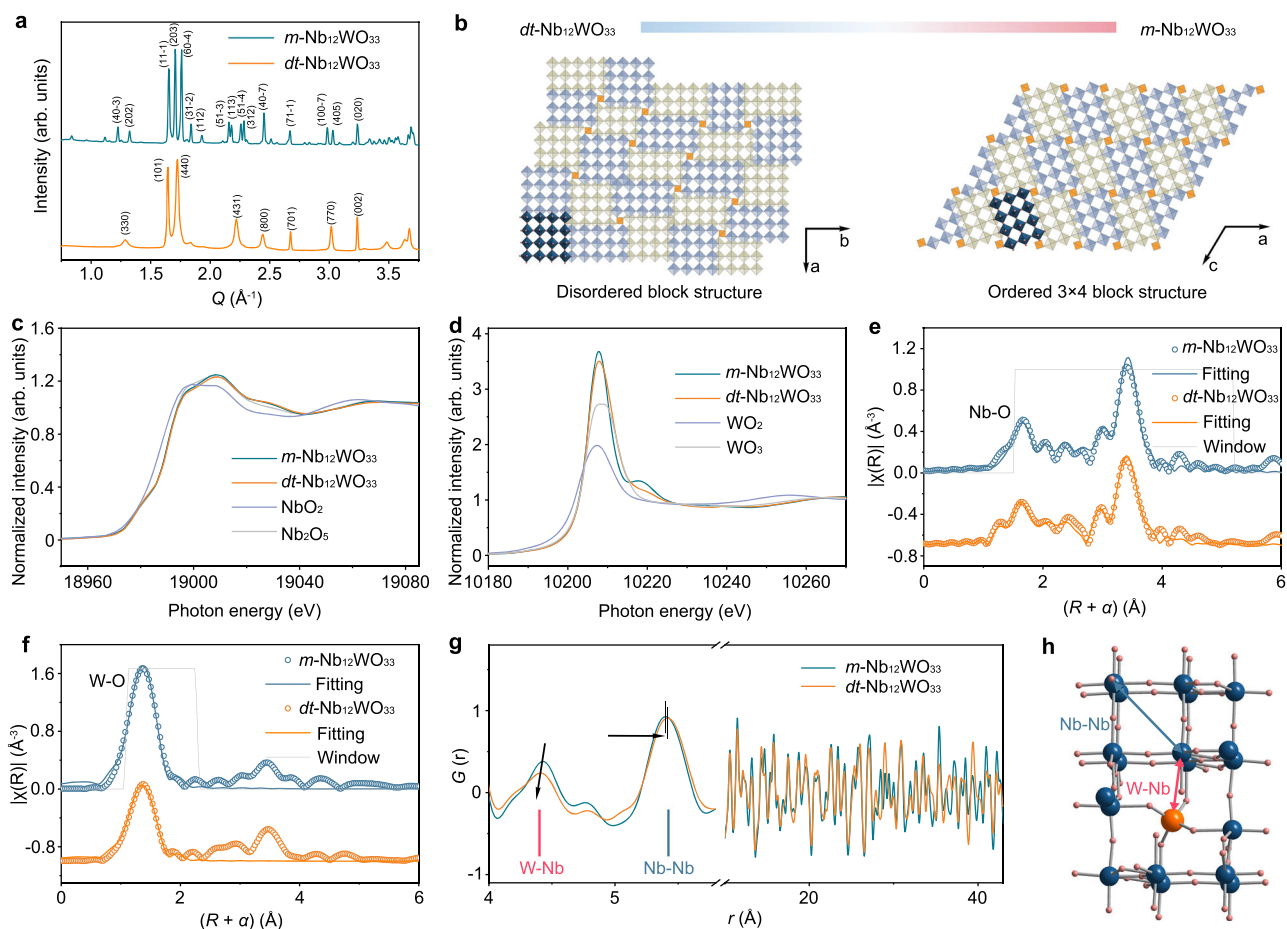 a
Intensity (arb. units)
m-Nb₁₂WO₃₃
dt-Nb₁₂WO₃₃
(40-3)
(202)
(11-1)
(203)
(60-4)
(31-2)
(112)
(51-3)
(113)
(51-4)
(312)
(40-7)
(71-1)
(100-7)
(405)
(020)
(330)
(101)
(440)
(431)
(800)
(701)
(770)
(002)
1.0 1.5 2.0 2.5 3.0 3.5
Q (Å⁻¹)
b
dt-Nb₁₂WO₃₃
m-Nb₁₂WO₃₃
b
a
a
c
Disordered block structure
Ordered 3×4 block structure
c
Normalized intensity (arb. units)
1.6
1.2
0.8
0.4
0
m-Nb₁₂WO₃₃
dt-Nb₁₂WO₃₃
NbO₂
Nb₂O₅
18960 19000 19040 19085
Photon energy (eV)
d
Normalized intensity (arb. units)
4
3
2
1
0
m-Nb₁₂WO₃₃
dt-Nb₁₂WO₃₃
WO₂
WO₃
10180 10200 10220 10240 10260
Photon energy (eV)
e
|χ(R)| (Å⁻³)
1.2
0.8
0.4
0.0
-0.4
-0.8
Nb-O
m-Nb₁₂WO₃₃
Fitting
dt-Nb₁₂WO₃₃
Fitting
Window
0 2 4 6
(R + α) (Å)
f
|χ(R)| (Å⁻³)
1.6
0.8
0.0
-0.8
W-O
m-Nb₁₂WO₃₃
Fitting
dt-Nb₁₂WO₃₃
Fitting
Window
0 2 4 6
(R + α) (Å)
g
G (r)
1
0
-1
m-Nb₁₂WO₃₃
dt-Nb₁₂WO₃₃
W-Nb
Nb-Nb
4 5 20 30 40
r (Å)
h
Nb-Nb
W-Nb